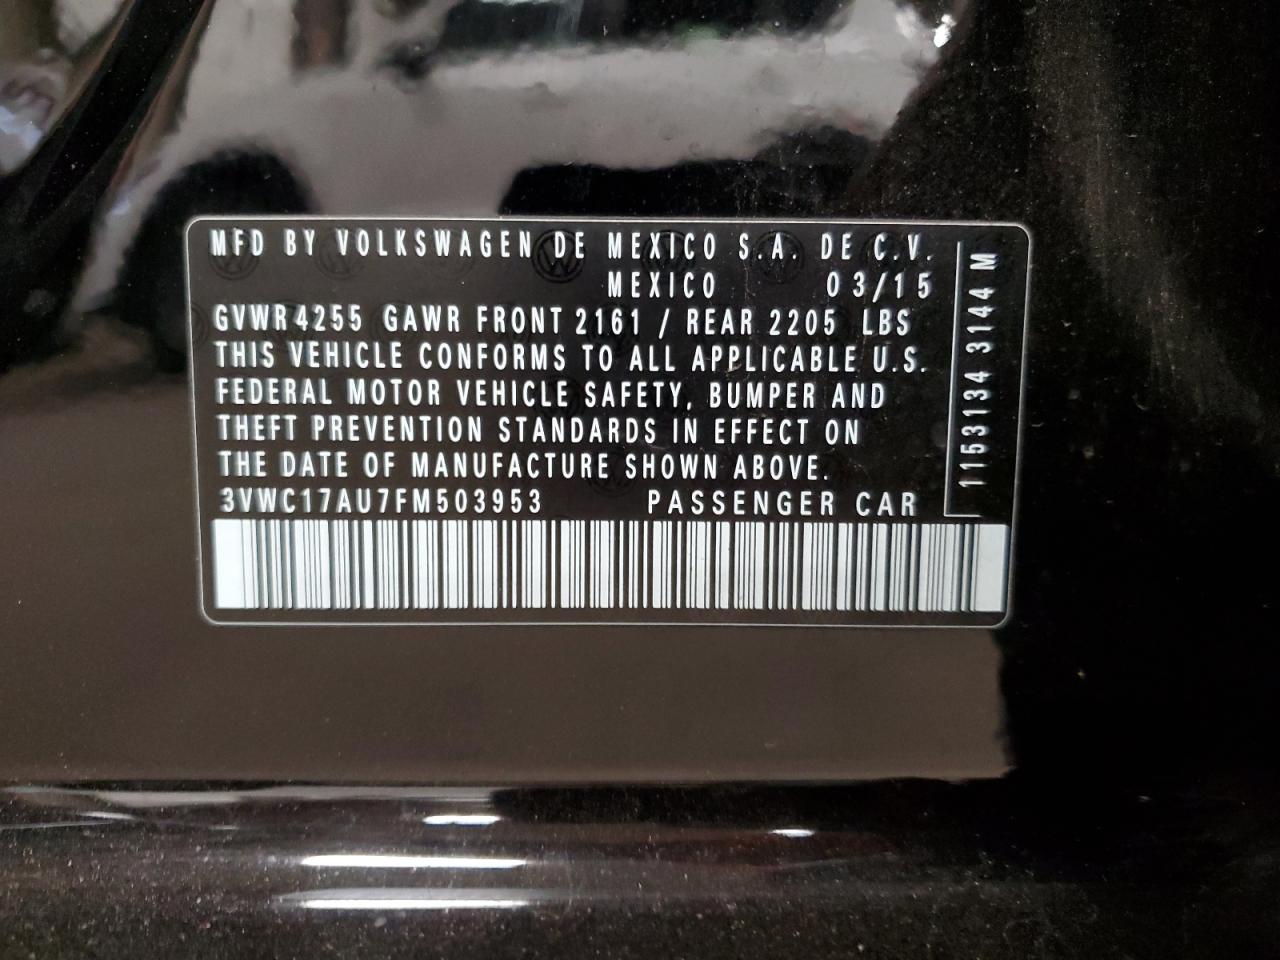 MFD BY VOLKSWAGEN DE MEXICO S.A. DE C.V.
MEXICO 03/15
GVWR 4255 GAWR FRONT 2161 / REAR 2205 LBS
THIS VEHICLE CONFORMS TO ALL APPLICABLE U.S.
FEDERAL MOTOR VEHICLE SAFETY, BUMPER AND
THEFT PREVENTION STANDARDS IN EFFECT ON
THE DATE OF MANUFACTURE SHOWN ABOVE.
3VWC17AU7FM503953 PASSENGER CAR
1153134 3144 M